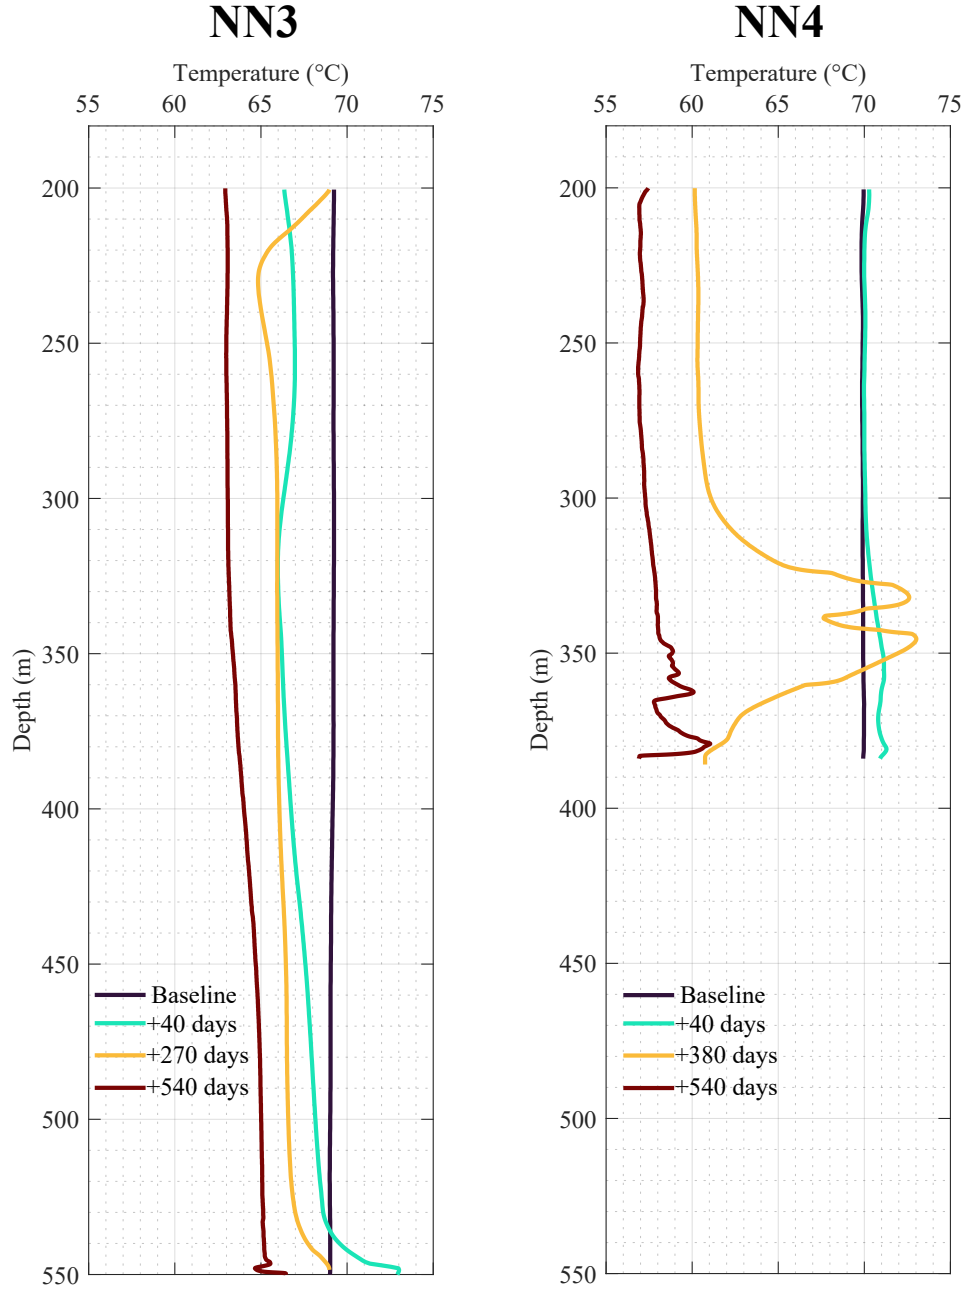 NN3
Temperature (°C)
55 60 65 70 75
200
250
300
350
400
450
500
550
Depth (m)
Baseline
+40 days
+270 days
+540 days
NN4
Temperature (°C)
55 60 65 70 75
200
250
300
350
400
450
500
550
Depth (m)
Baseline
+40 days
+380 days
+540 days